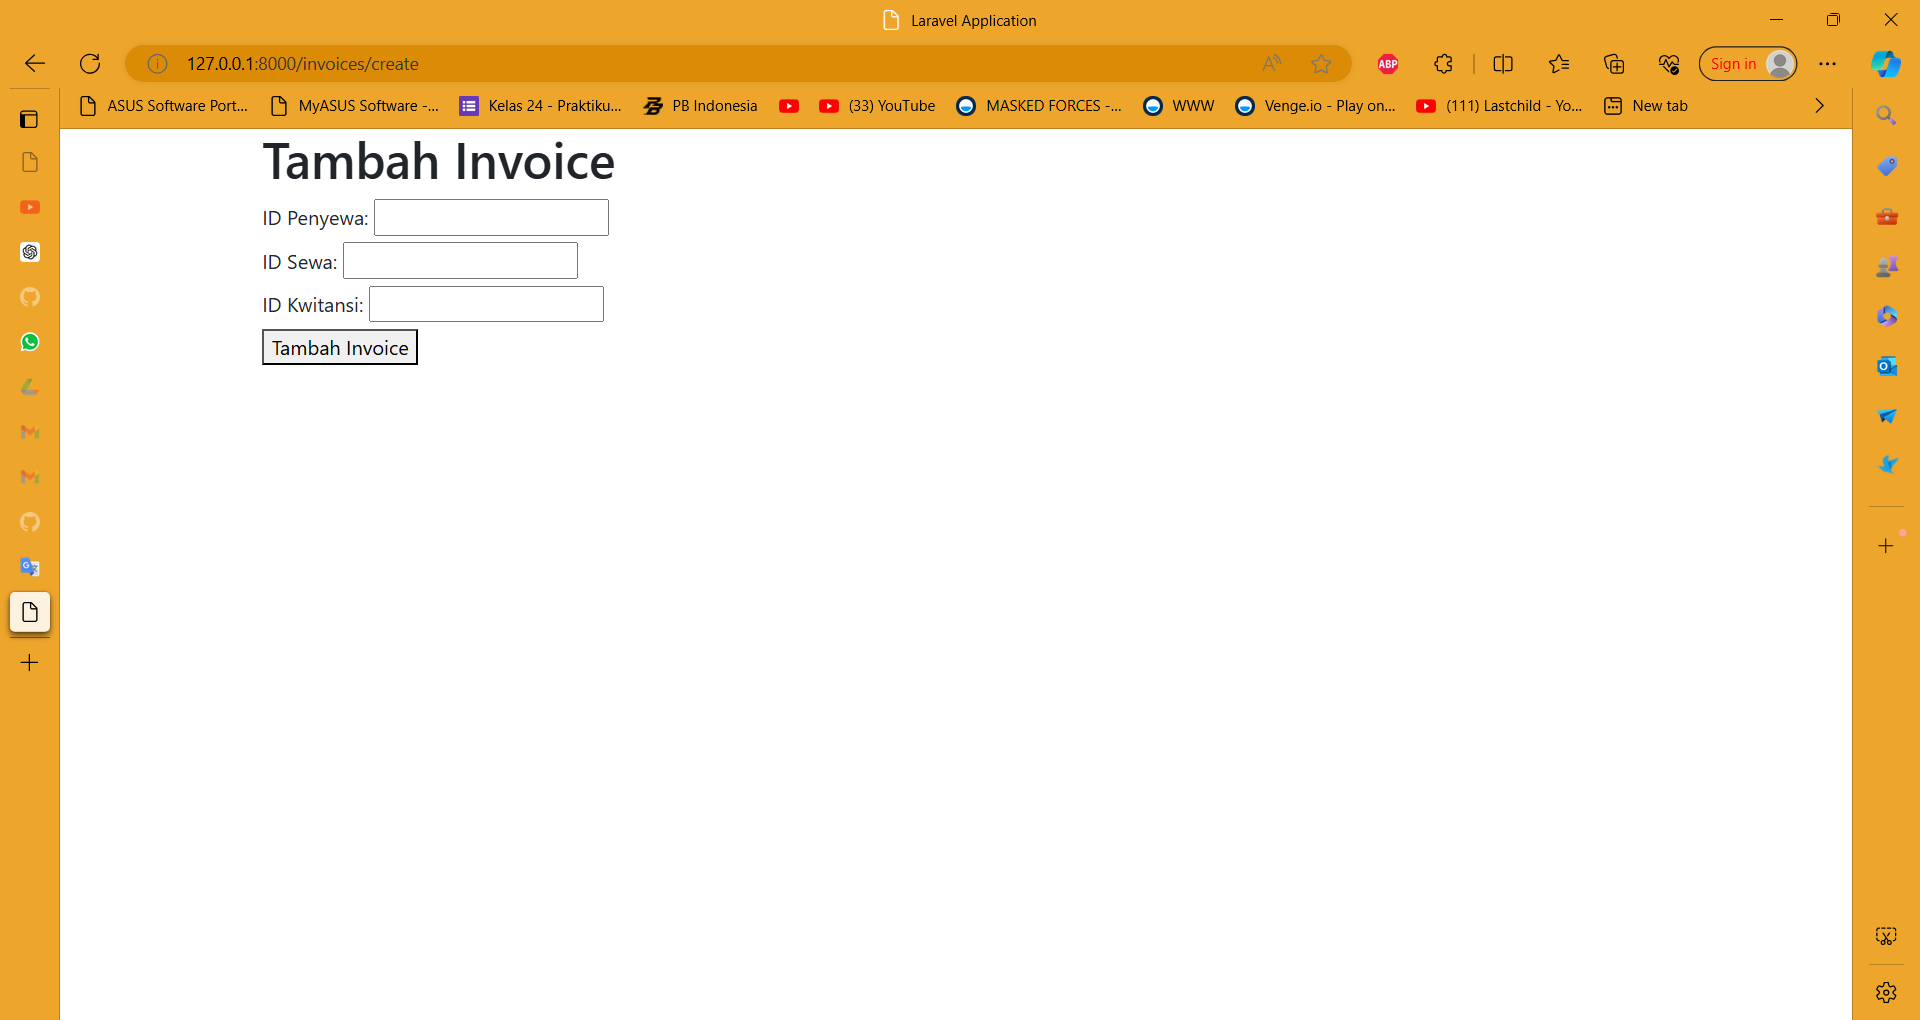 Laravel Application
127.0.0.1:8000/invoices/create
ABP
Sign in
ASUS Software Port...
MyASUS Software -...
Kelas 24 - Praktiku...
PB Indonesia
(33) YouTube
MASKED FORCES -...
WWW
Venge.io - Play on...
(111) Lastchild - Yo...
New tab
Tambah Invoice
ID Penyewa:
ID Sewa:
ID Kwitansi:
Tambah Invoice